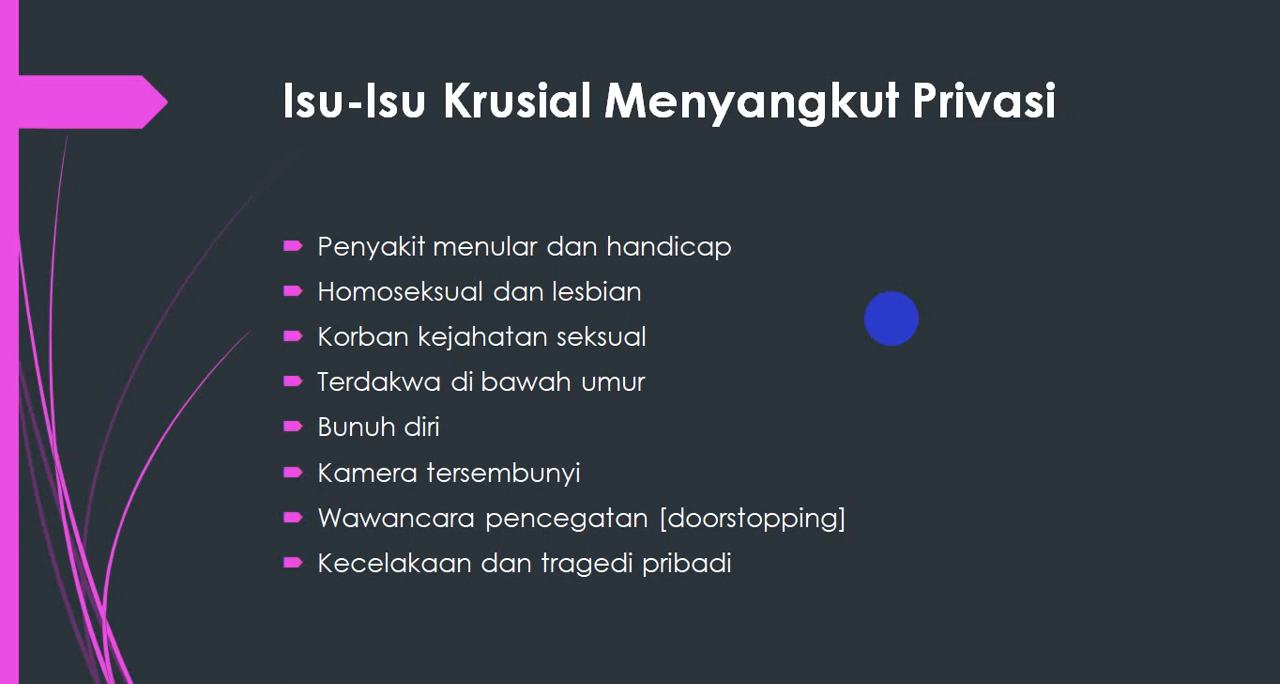 Isu-Isu Krusial Menyangkut Privasi
Penyakit menular dan handicap
Homoseksual dan lesbian
Korban kejahatan seksual
Terdakwa di bawah umur
Bunuh diri
Kamera tersembunyi
Wawancara pencegatan [doorstopping]
Kecelakaan dan tragedi pribadi